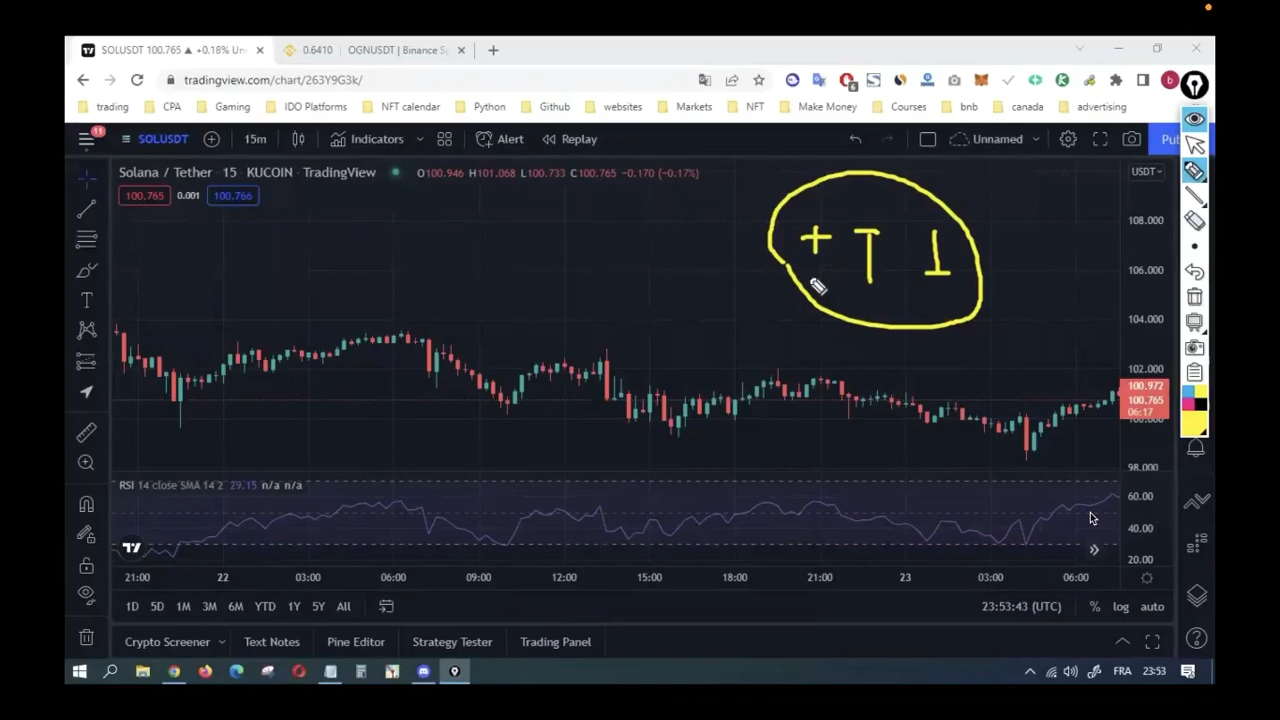 SOLUSDT 100.765 ▲ +0.18% Un
0.6410 | OGNUSDT | Binance S
tradingview.com/chart/263Y9G3k/
6
b
trading CPA Gaming IDO Platforms NFT calendar Python Github websites Markets NFT Make Money Courses bnb canada advertising
11 SOLUSDT 15m Indicators Alert Replay Unnamed Pu
Solana / Tether · 15 · KUCOIN · TradingView O100.946 H101.068 L100.733 C100.765 −0.170 (−0.17%) USDT
100.765 0.001 100.766
108.000
106.000
104.000
102.000
100.972
100.765
06:17
100.000
98.000
RSI 14 close SMA 14 2 29.15 n/a n/a
60.00
40.00
20.00
21:00 22 03:00 06:00 09:00 12:00 15:00 18:00 21:00 23 03:00 06:00
1D 5D 1M 3M 6M YTD 1Y 5Y All 23:53:43 (UTC) % log auto
Crypto Screener Text Notes Pine Editor Strategy Tester Trading Panel
FRA 23:53